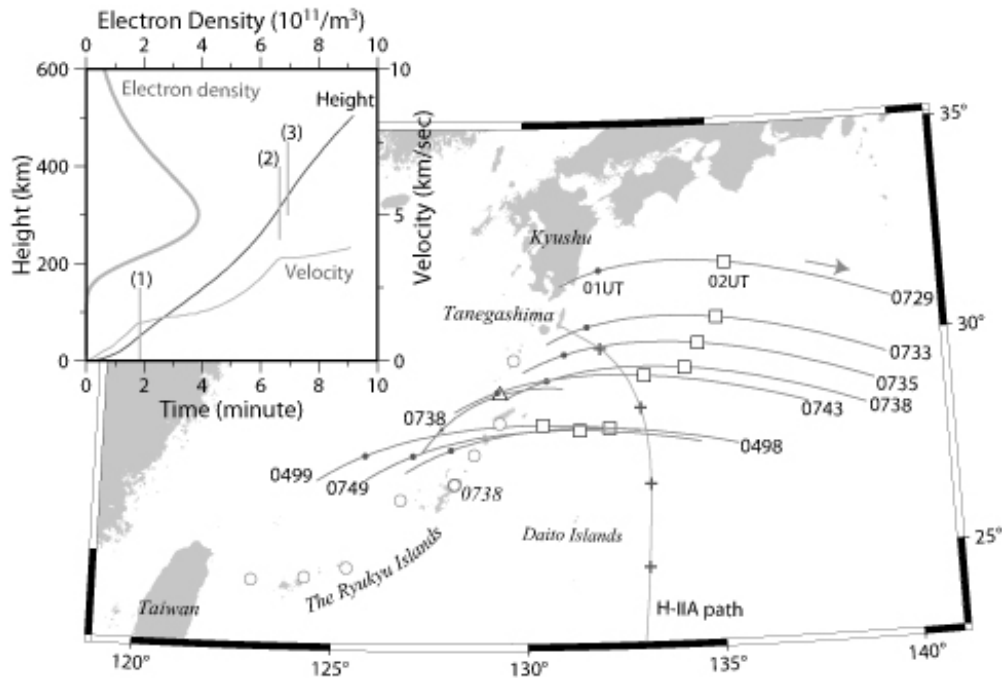 Electron Density (10^11/m^3)
0 2 4 6 8 10
600
10
Electron density
Height
(3)
(2)
400
5
200
Velocity
(1)
0
0
0 2 4 6 8 10
Height (km)
Velocity (km/sec)
Time (minute)
35°
Kyushu
01UT
02UT
0729
Tanegashima
30°
0733
0735
0738
0738
0743
0498
0499
0749
0738
Daito Islands
25°
The Ryukyu Islands
Taiwan
H-IIA path
120°
125°
130°
135°
140°